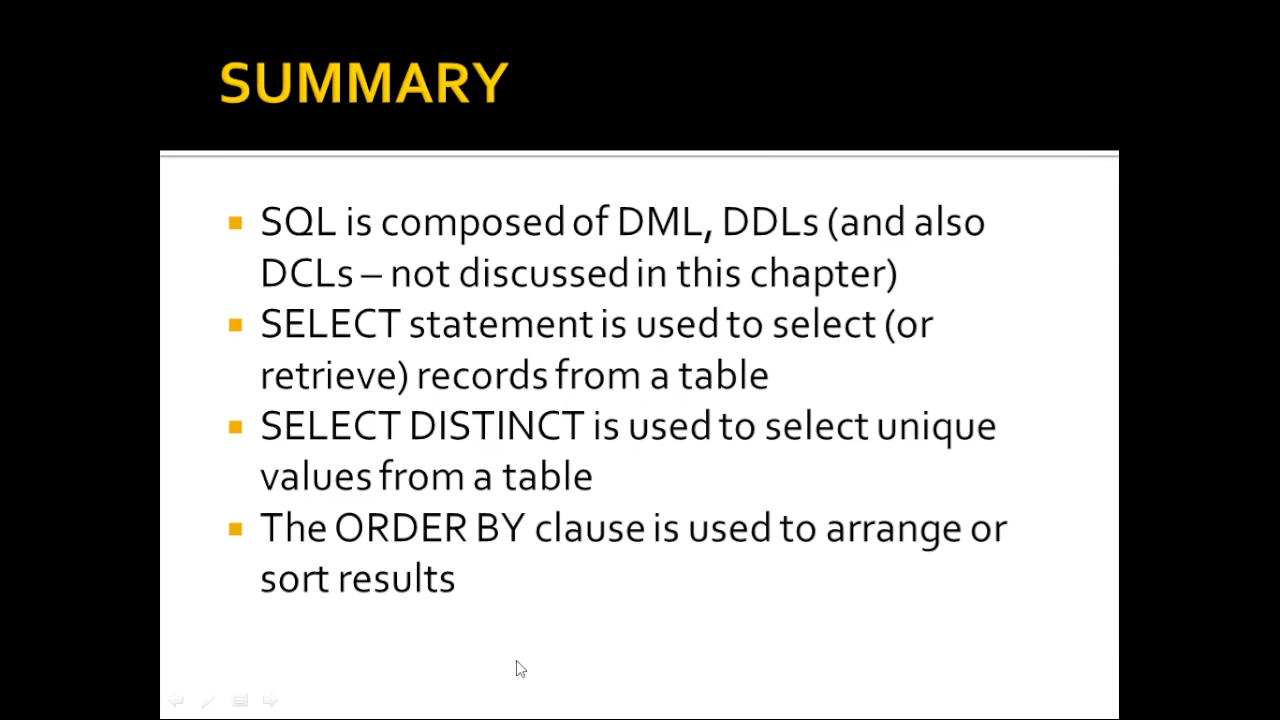 SUMMARY
SQL is composed of DML, DDLs (and also
DCLs – not discussed in this chapter)
SELECT statement is used to select (or
retrieve) records from a table
SELECT DISTINCT is used to select unique
values from a table
The ORDER BY clause is used to arrange or
sort results